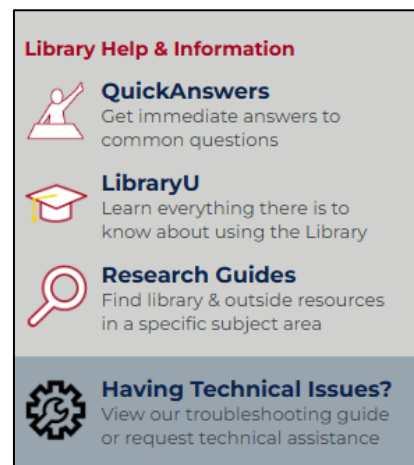 Library Help & Information
QuickAnswers
Get immediate answers to
common questions
LibraryU
Learn everything there is to
know about using the Library
Research Guides
Find library & outside resources
in a specific subject area
Having Technical Issues?
View our troubleshooting guide
or request technical assistance